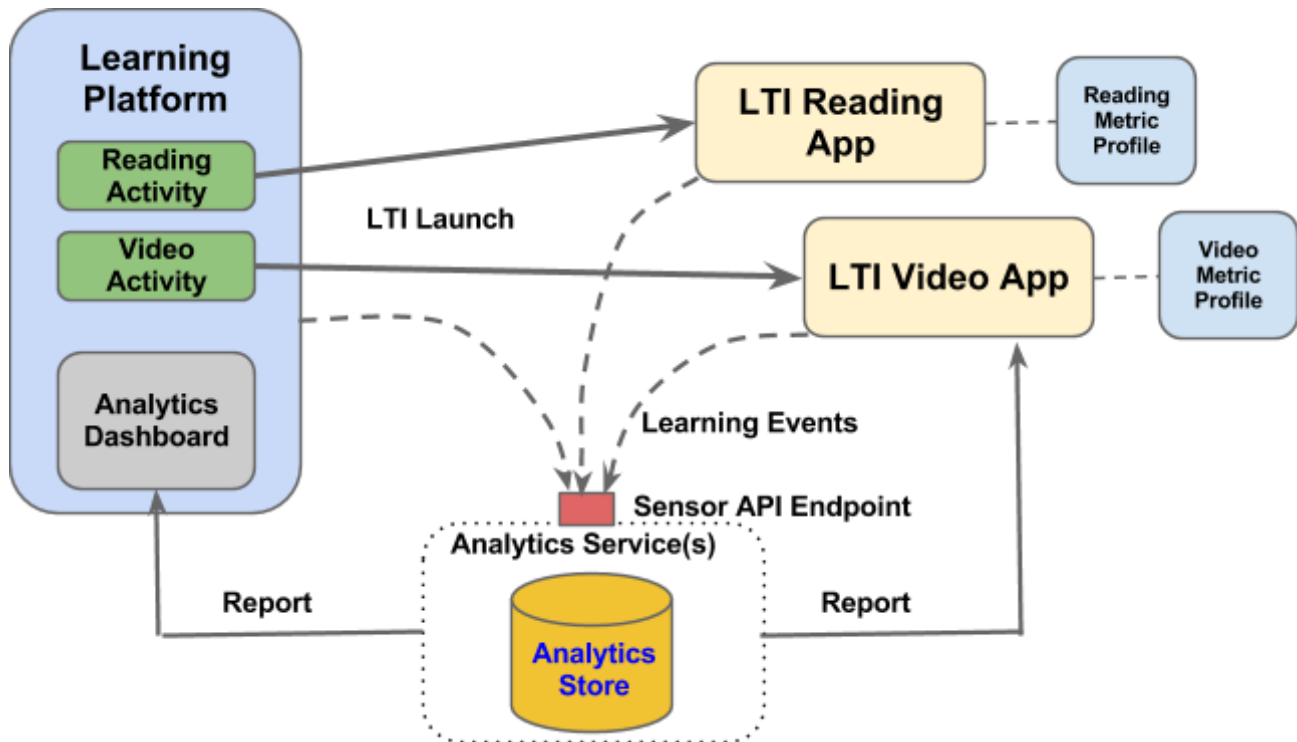 Learning
Platform
Reading
Activity
Video
Activity
Analytics
Dashboard
LTI Launch
LTI Reading
App
Reading
Metric
Profile
LTI Video App
Video
Metric
Profile
Learning Events
Sensor API Endpoint
Analytics Service(s)
Report
Analytics
Store
Report